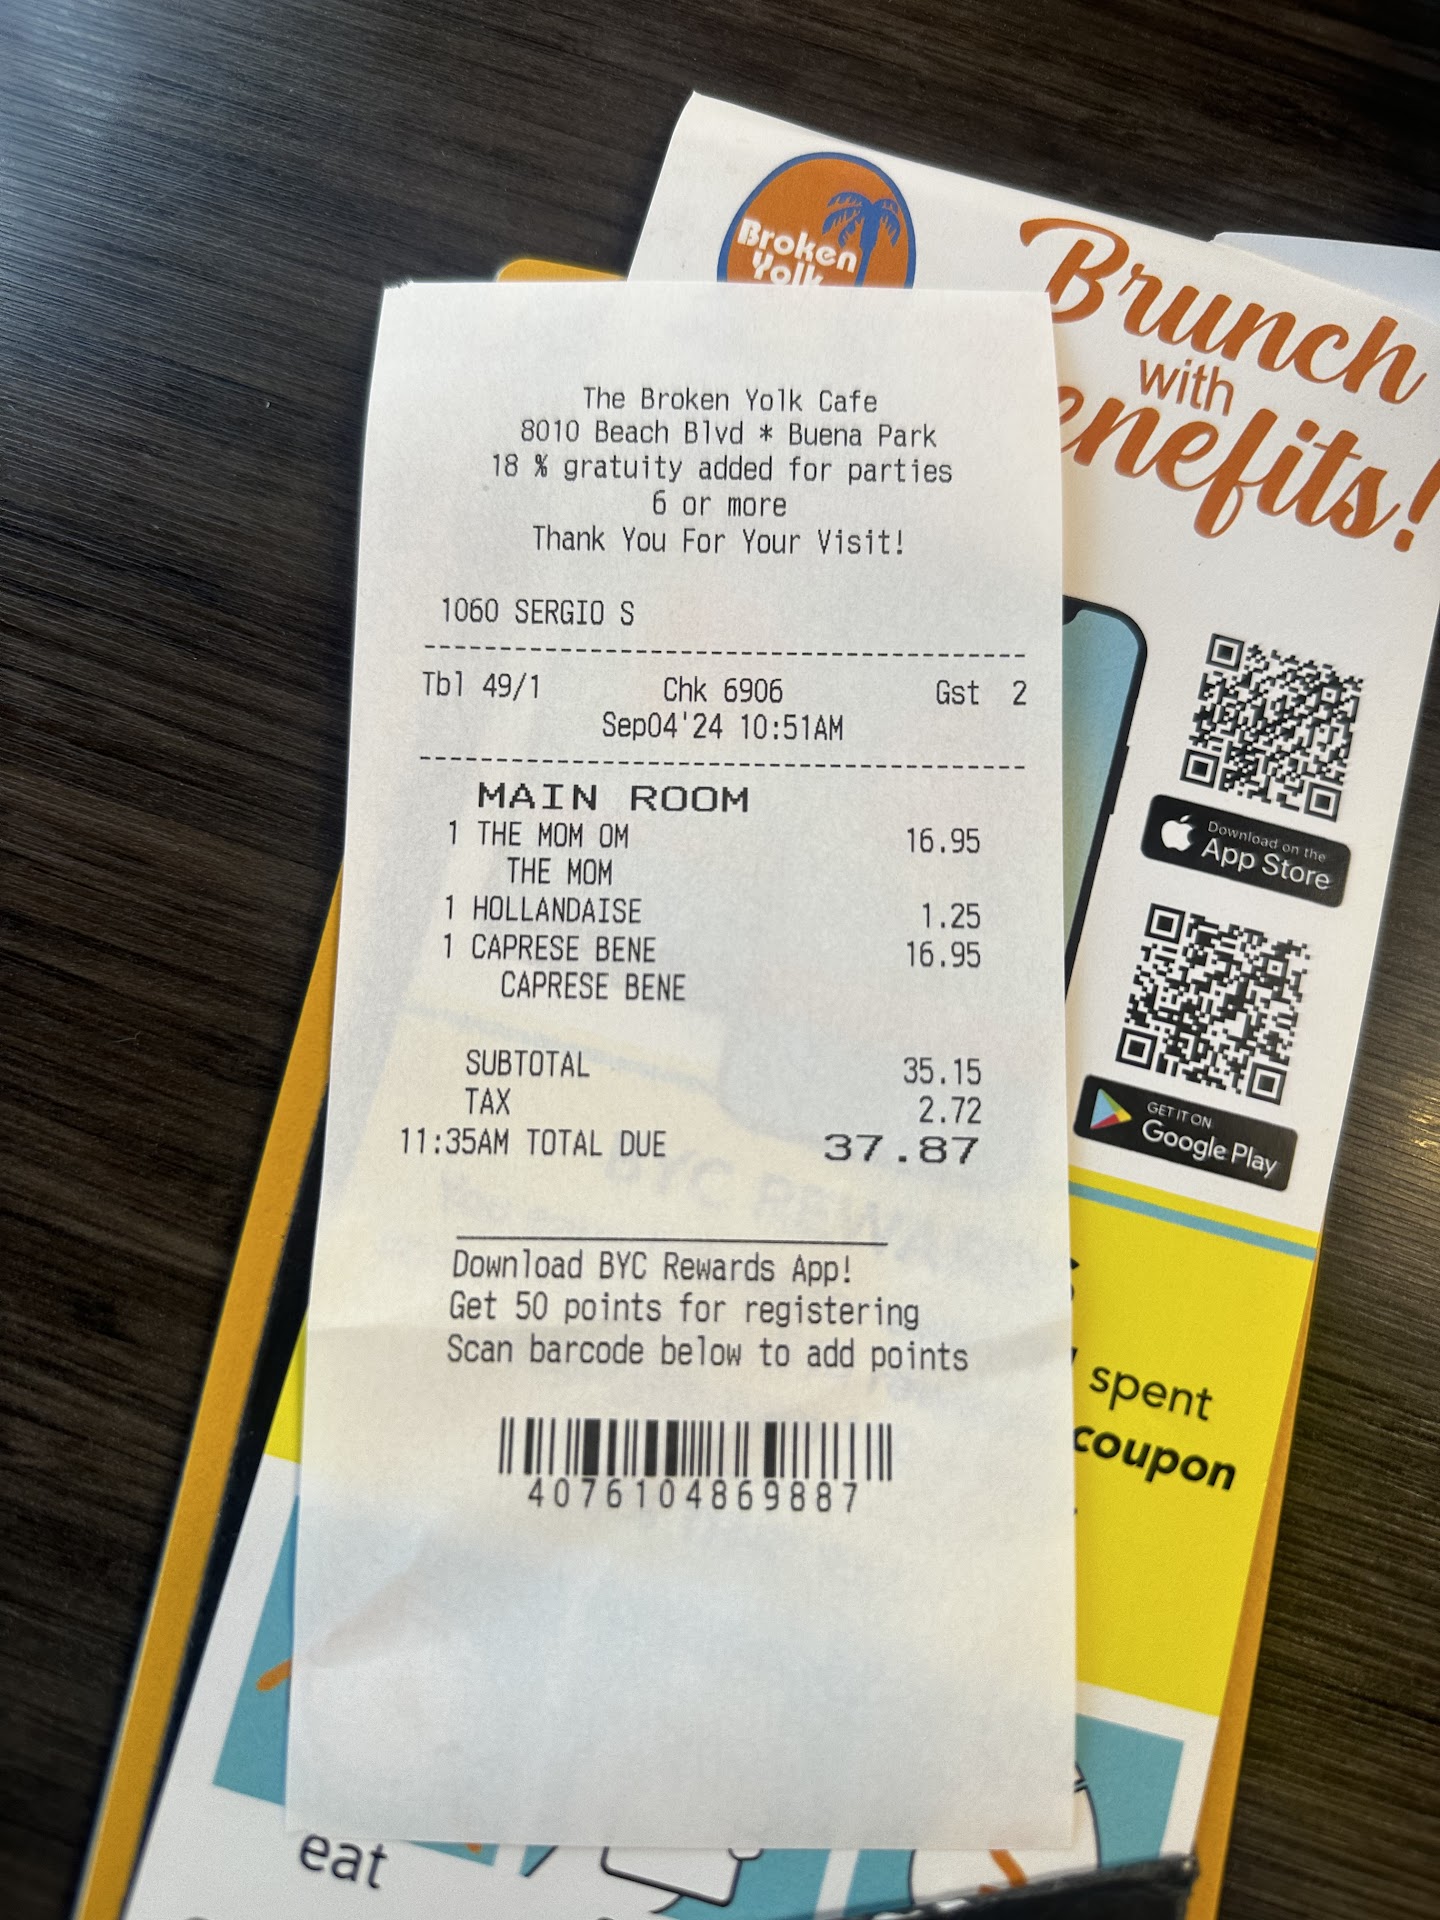 Broken
Yolk
Brunch
with
enefits!
The Broken Yolk Cafe
8010 Beach Blvd * Buena Park
18 % gratuity added for parties
6 or more
Thank You For Your Visit!
1060 SERGIO S
Tbl 49/1 Chk 6906 Gst 2
Sep04'24 10:51AM
MAIN ROOM
1 THE MOM OM 16.95
THE MOM
1 HOLLANDAISE 1.25
1 CAPRESE BENE 16.95
CAPRESE BENE
SUBTOTAL 35.15
TAX 2.72
11:35AM TOTAL DUE 37.87
Download BYC Rewards App!
Get 50 points for registering
Scan barcode below to add points
4076104869887
Download on the
App Store
GET IT ON
Google Play
BYC REWA
spent
coupon
eat